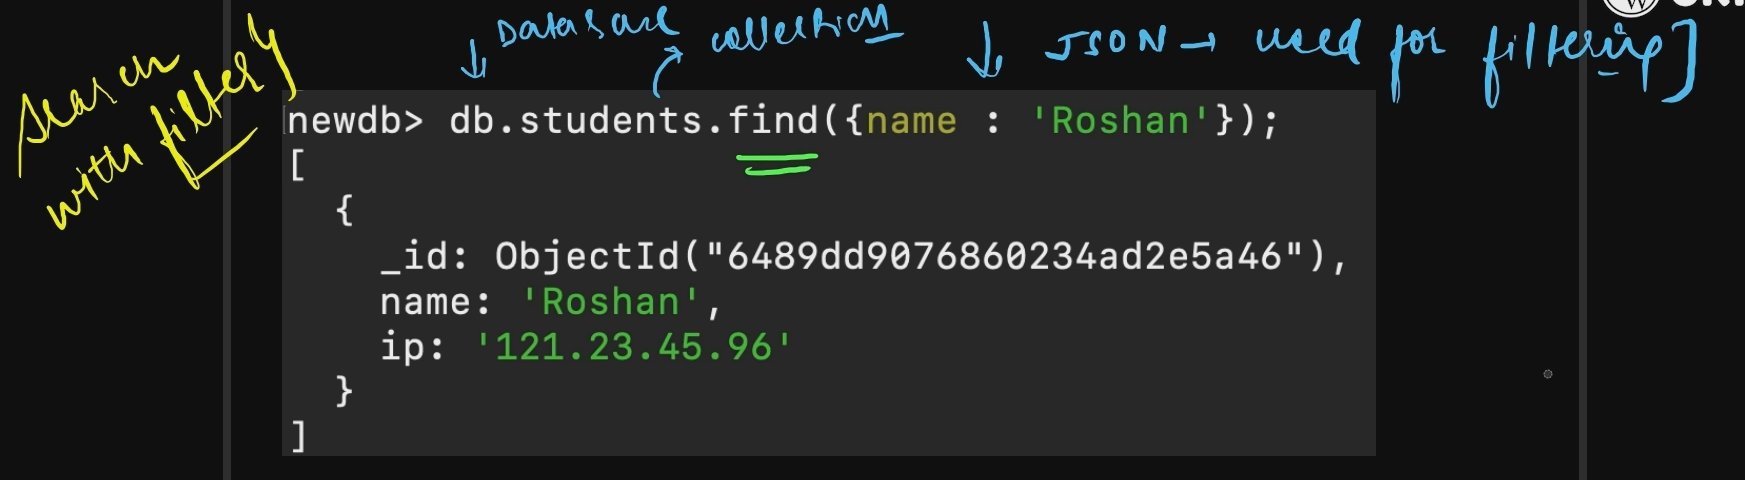 Database collection JSON → used for filtering]
Search
with filter}
newdb> db.students.find({name : 'Roshan'});
[
{
_id: ObjectId("6489dd9076860234ad2e5a46"),
name: 'Roshan',
ip: '121.23.45.96'
}
]